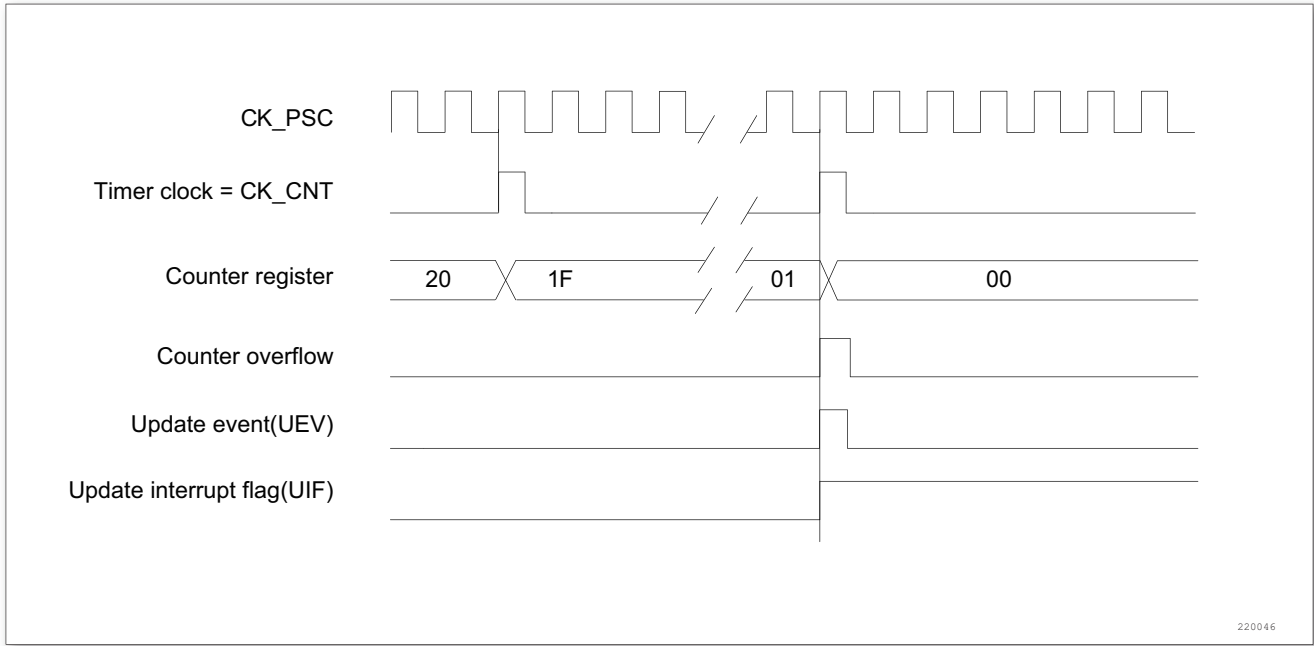 CK_PSC
Timer clock = CK_CNT
Counter register 20 1F 01 00
Counter overflow
Update event(UEV)
Update interrupt flag(UIF)
220046